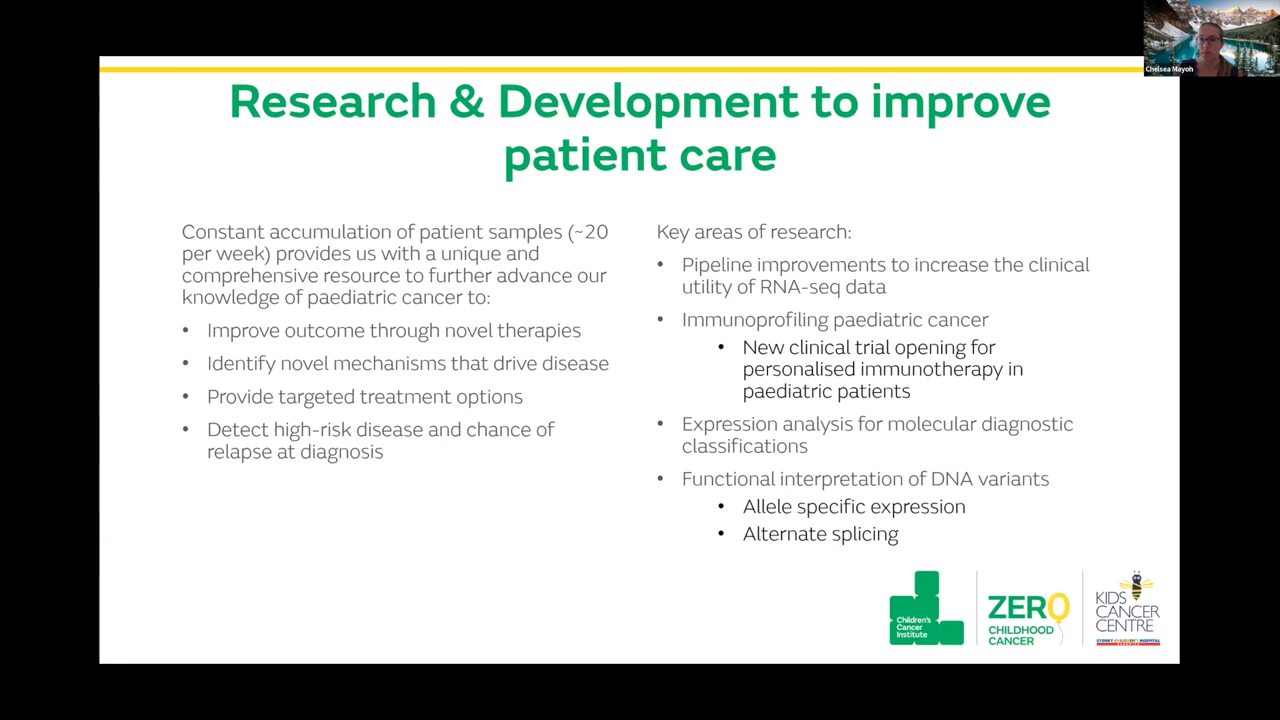 Chelsea Mayoh
Research & Development to improve
patient care
Constant accumulation of patient samples (~20
per week) provides us with a unique and
comprehensive resource to further advance our
knowledge of paediatric cancer to:
• Improve outcome through novel therapies
• Identify novel mechanisms that drive disease
• Provide targeted treatment options
• Detect high-risk disease and chance of
relapse at diagnosis
Key areas of research:
• Pipeline improvements to increase the clinical
utility of RNA-seq data
• Immunoprofiling paediatric cancer
• New clinical trial opening for
personalised immunotherapy in
paediatric patients
• Expression analysis for molecular diagnostic
classifications
• Functional interpretation of DNA variants
• Allele specific expression
• Alternate splicing
Children's
Cancer
Institute
ZERO
CHILDHOOD
CANCER
KIDS
CANCER
CENTRE
SYDNEY CHILDREN'S HOSPITAL